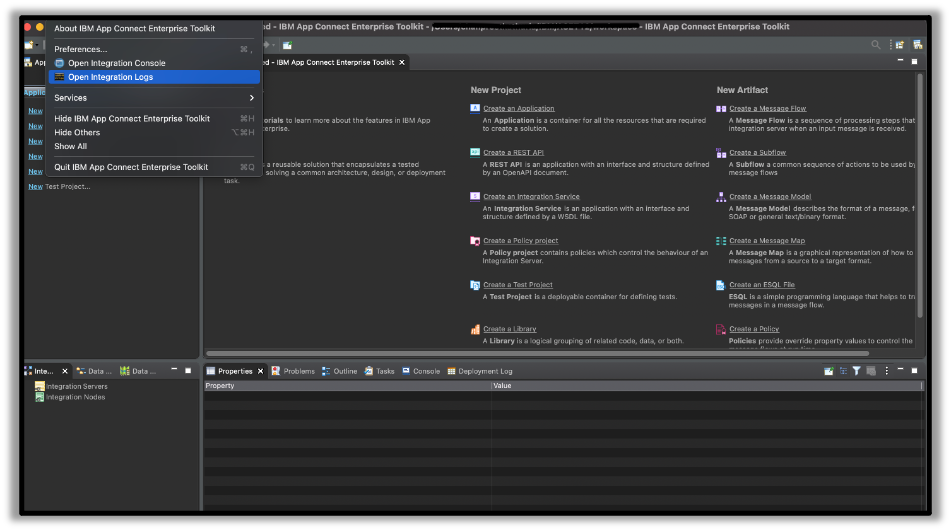 d - IBM App Connect Enterprise Toolkit - - IBM App Connect Enterprise Toolkit
About IBM App Connect Enterprise Toolkit
Preferences... ⌘ ,
Open Integration Console
Open Integration Logs
Services >
Hide IBM App Connect Enterprise Toolkit ⌘H
Hide Others ⌥⌘H
Show All
Quit IBM App Connect Enterprise Toolkit ⌘Q
App
Applic
New
New
New
New
New
New Test Project...
ed - IBM App Connect Enterprise Toolkit ×
orials to learn more about the features in IBM App
terprise.
s a reusable solution that encapsulates a tested
solving a common architecture, design, or deployment
task.
New Project
Create an Application
An Application is a container for all the resources that are required
to create a solution.
Create a REST API
A REST API is an application with an interface and structure defined
by an OpenAPI document.
Create an Integration Service
An Integration Service is an application with an interface and
structure defined by a WSDL file.
Create a Policy project
A Policy project contains policies which control the behaviour of an
Integration Server.
Create a Test Project
A Test Project is a deployable container for defining tests.
Create a Library
A Library is a logical grouping of related code, data, or both.
New Artifact
Create a Message Flow
A Message Flow is a sequence of processing steps that
integration server when an input message is received.
Create a Subflow
A Subflow a common sequence of actions to be used by
message flows
Create a Message Model
A Message Model describes the format of a message, f
SOAP or general text/binary format.
Create a Message Map
A Message Map is a graphical representation of how to
messages from a source to a target format.
Create an ESQL File
ESQL is a simple programming language that helps to tr
messages in a message flow.
Create a Policy
Policies provide override property values to control the
Inte... × Data ... Data ...
Integration Servers
Integration Nodes
Properties × Problems Outline Tasks Console Deployment Log
Property Value